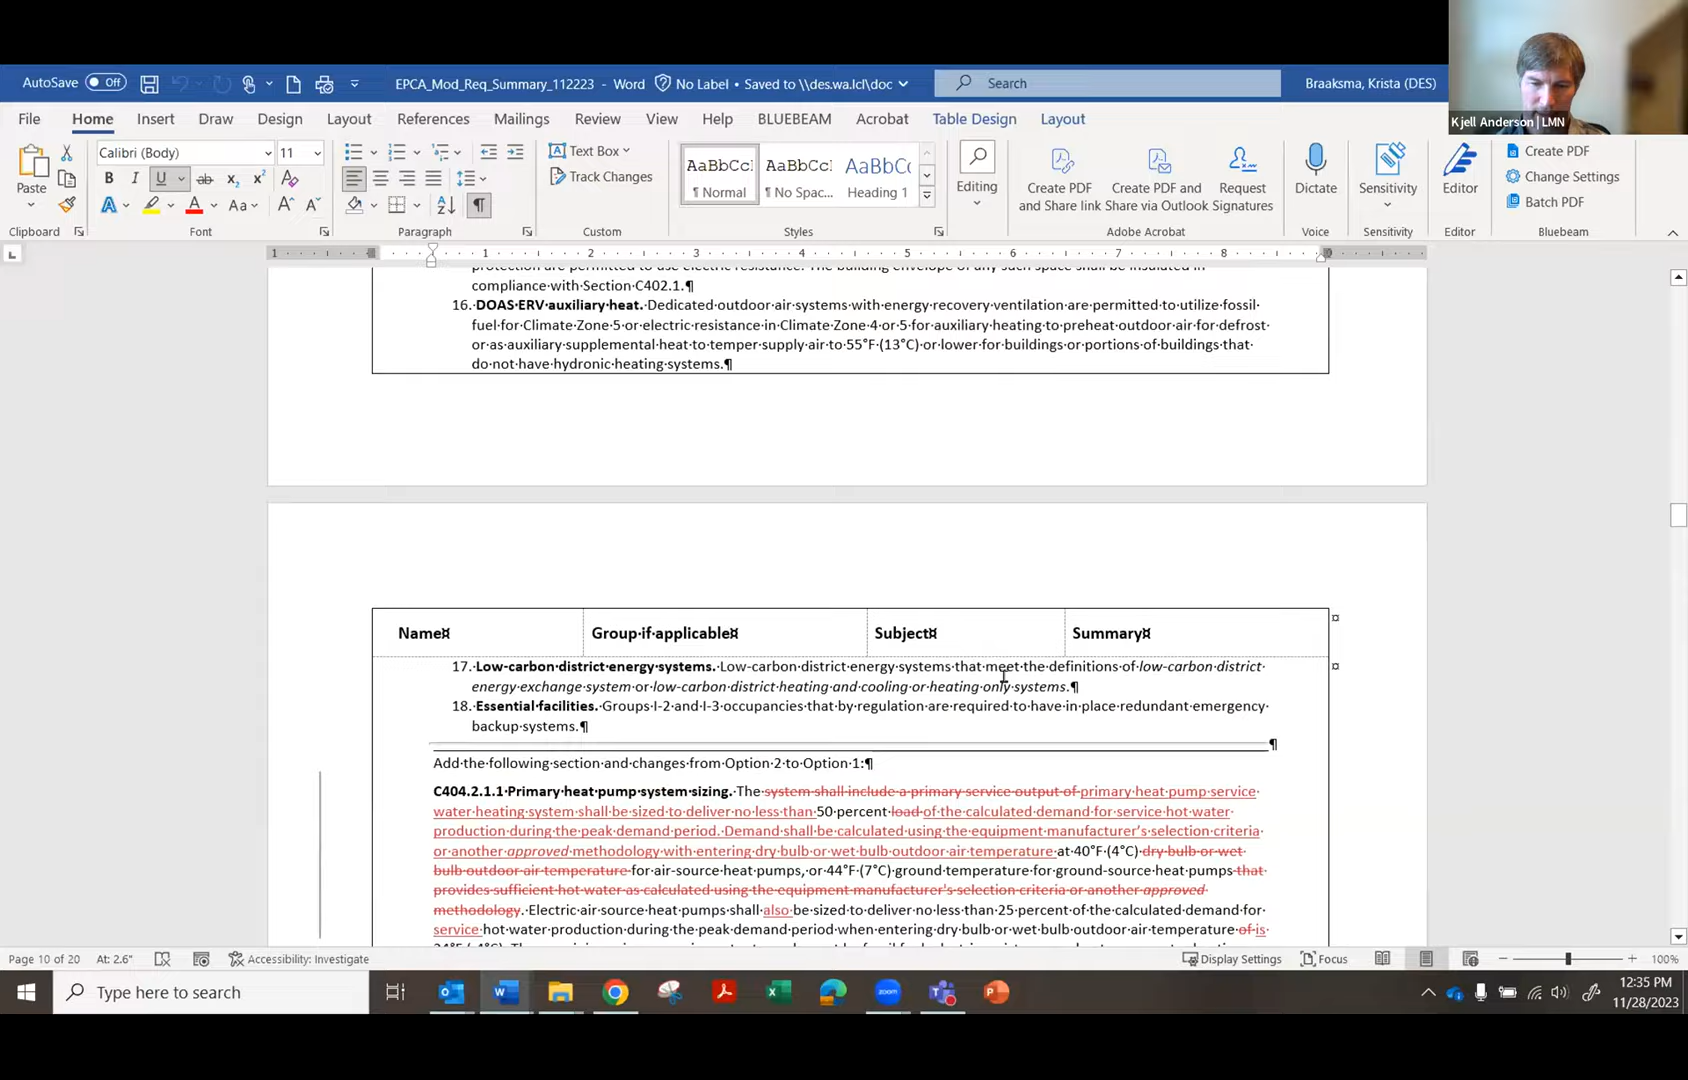 AutoSave Off EPCA_Mod_Req_Summary_112223 - Word No Label • Saved to \\des.wa.lcl\doc Search Braaksma, Krista (DES)
Kjell Anderson | LMN
File Home Insert Draw Design Layout References Mailings Review View Help BLUEBEAM Acrobat Table Design Layout
Paste
Clipboard
Calibri (Body) 11
Font
Paragraph
Text Box
Track Changes
Custom
AaBbCcI AaBbCcI AaBbC(
¶ Normal ¶ No Spac... Heading 1
Styles
Editing
Create PDF and Share link
Create PDF and Share via Outlook
Request Signatures
Adobe Acrobat
Dictate
Voice
Sensitivity
Sensitivity
Editor
Editor
Create PDF
Change Settings
Batch PDF
Bluebeam
1 1 2 3 4 5 6 7 8
protection are permitted to use electric resistance. The building envelope of any such space shall be insulated in
compliance with Section C402.1.¶
16. DOAS ERV auxiliary heat. Dedicated outdoor air systems with energy recovery ventilation are permitted to utilize fossil
fuel for Climate Zone 5 or electric resistance in Climate Zone 4 or 5 for auxiliary heating to preheat outdoor air for defrost
or as auxiliary supplemental heat to temper supply air to 55°F (13°C) or lower for buildings or portions of buildings that
do not have hydronic heating systems.¶
Name¤ Group if applicable¤ Subject¤ Summary¤ ¤
17. Low-carbon district energy systems. Low-carbon district energy systems that meet the definitions of low-carbon district ¤
energy exchange system or low-carbon district heating and cooling or heating only systems.¶
18. Essential facilities. Groups I-2 and I-3 occupancies that by regulation are required to have in place redundant emergency
backup systems.¶
¶
Add the following section and changes from Option 2 to Option 1:¶
C404.2.1.1 Primary heat pump system sizing. The system shall include a primary service output of primary heat pump service
water heating system shall be sized to deliver no less than 50 percent load of the calculated demand for service hot water
production during the peak demand period. Demand shall be calculated using the equipment manufacturer's selection criteria
or another approved methodology with entering dry bulb or wet bulb outdoor air temperature at 40°F (4°C) dry bulb or wet
bulb outdoor air temperature for air-source heat pumps, or 44°F (7°C) ground temperature for ground-source heat pumps that
provides sufficient hot water as calculated using the equipment manufacturer's selection criteria or another approved
methodology. Electric air source heat pumps shall also be sized to deliver no less than 25 percent of the calculated demand for
service hot water production during the peak demand period when entering dry bulb or wet bulb outdoor air temperature of is
Page 10 of 20 At: 2.6" Accessibility: Investigate Display Settings Focus 100%
Type here to search zoom 12:35 PM
11/28/2023